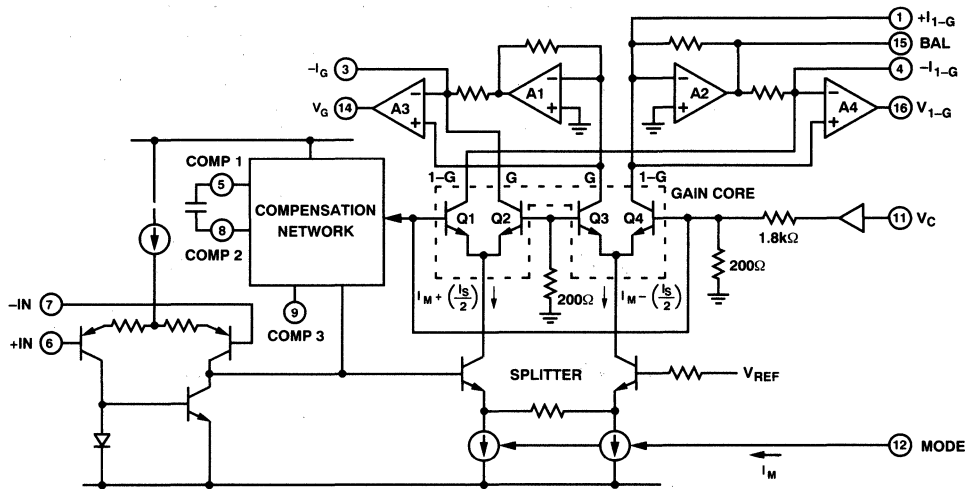 1 +I1–G
15 BAL
–IG 3
4 –I1–G
A1
A2
VG 14
A3
A4
16 V1–G
– + – + – + – +
COMP 1
5
8
COMP 2
COMPENSATION NETWORK
9
COMP 3
1–G G G 1–G
GAIN CORE
Q1 Q2 Q3 Q4
11 VC
1.8kΩ
200Ω
200Ω
IM + (IS/2)
IM – (IS/2)
–IN 7
+IN 6
SPLITTER
VREF
12 MODE
IM